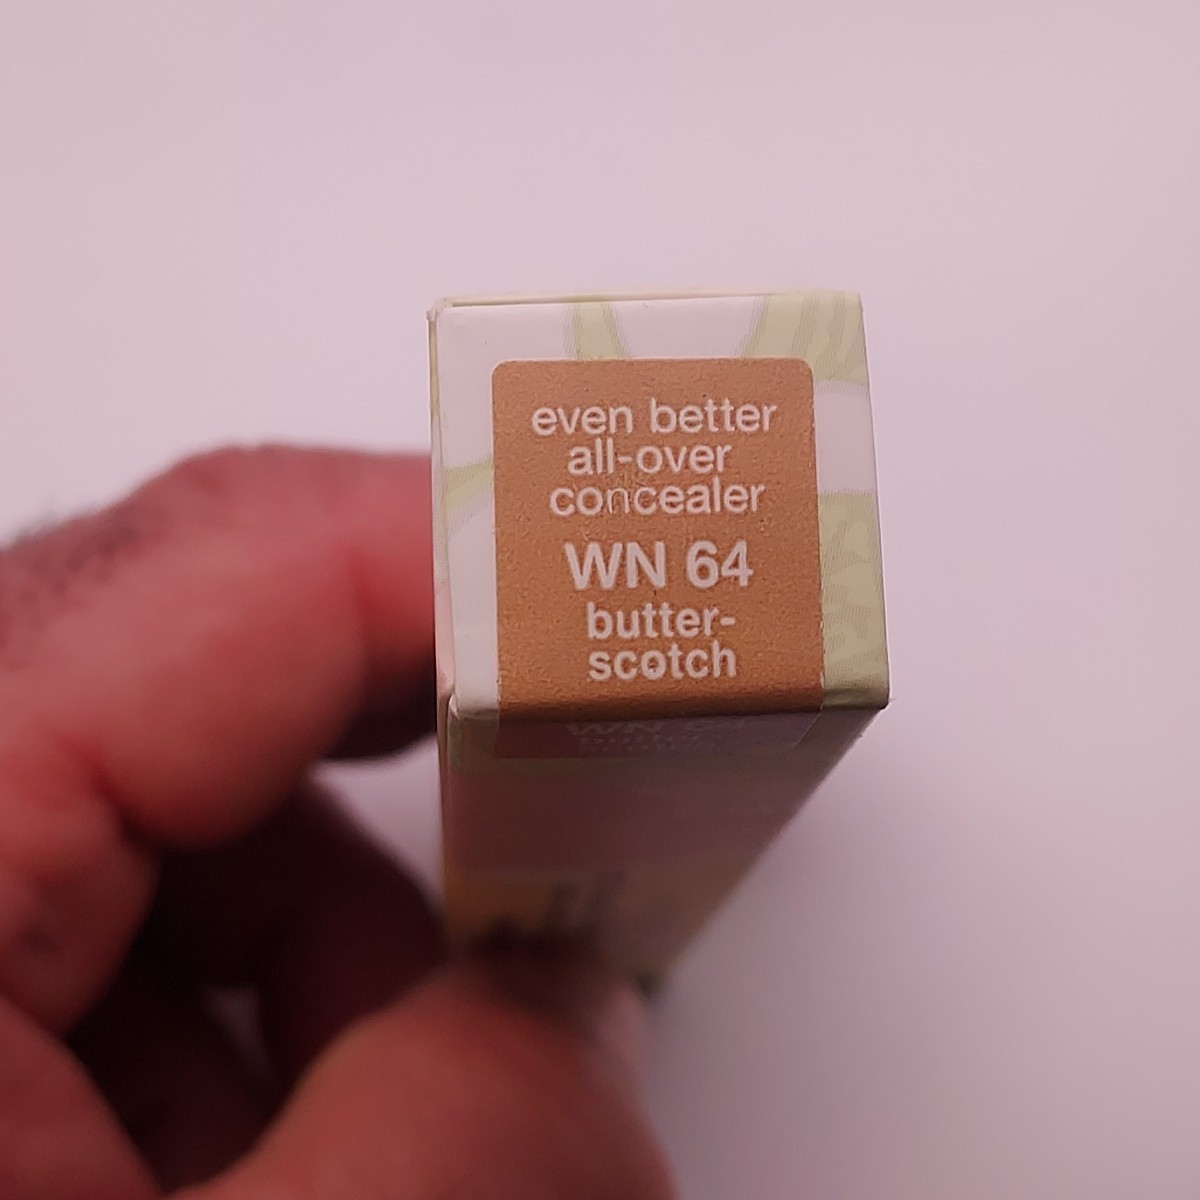 even better
all-over
concealer
WN 64
butter-
scotch